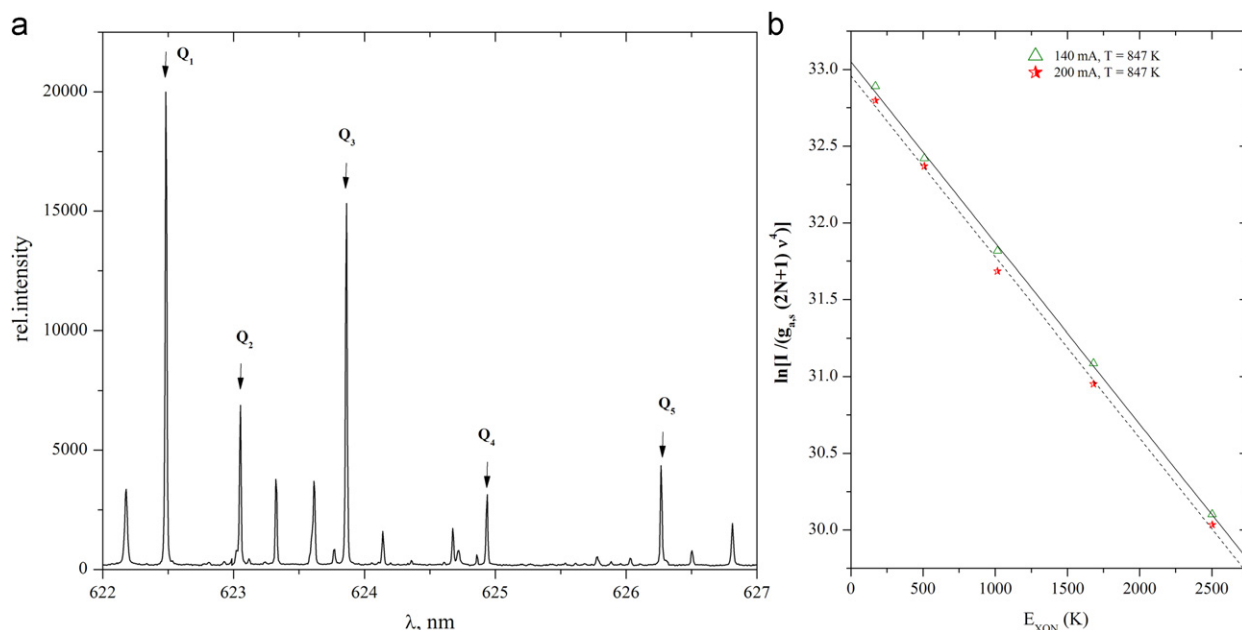 a
Q1
Q2
Q3
Q4
Q5
20000
15000
10000
5000
0
rel.intensity
622
623
624
625
626
627
λ, nm
b
140 mA, T = 847 K
200 mA, T = 847 K
33.0
32.5
32.0
31.5
31.0
30.5
30.0
ln[I /(ga,s (2N+1) ν4)]
0
500
1000
1500
2000
2500
EXON (K)